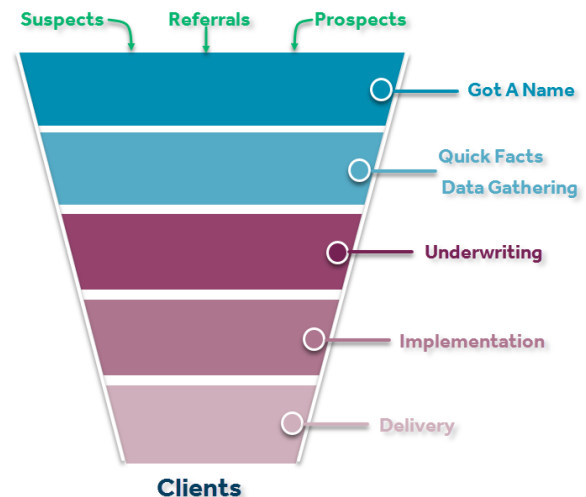 Suspects Referrals Prospects
Got A Name
Quick Facts
Data Gathering
Underwriting
Implementation
Delivery
Clients